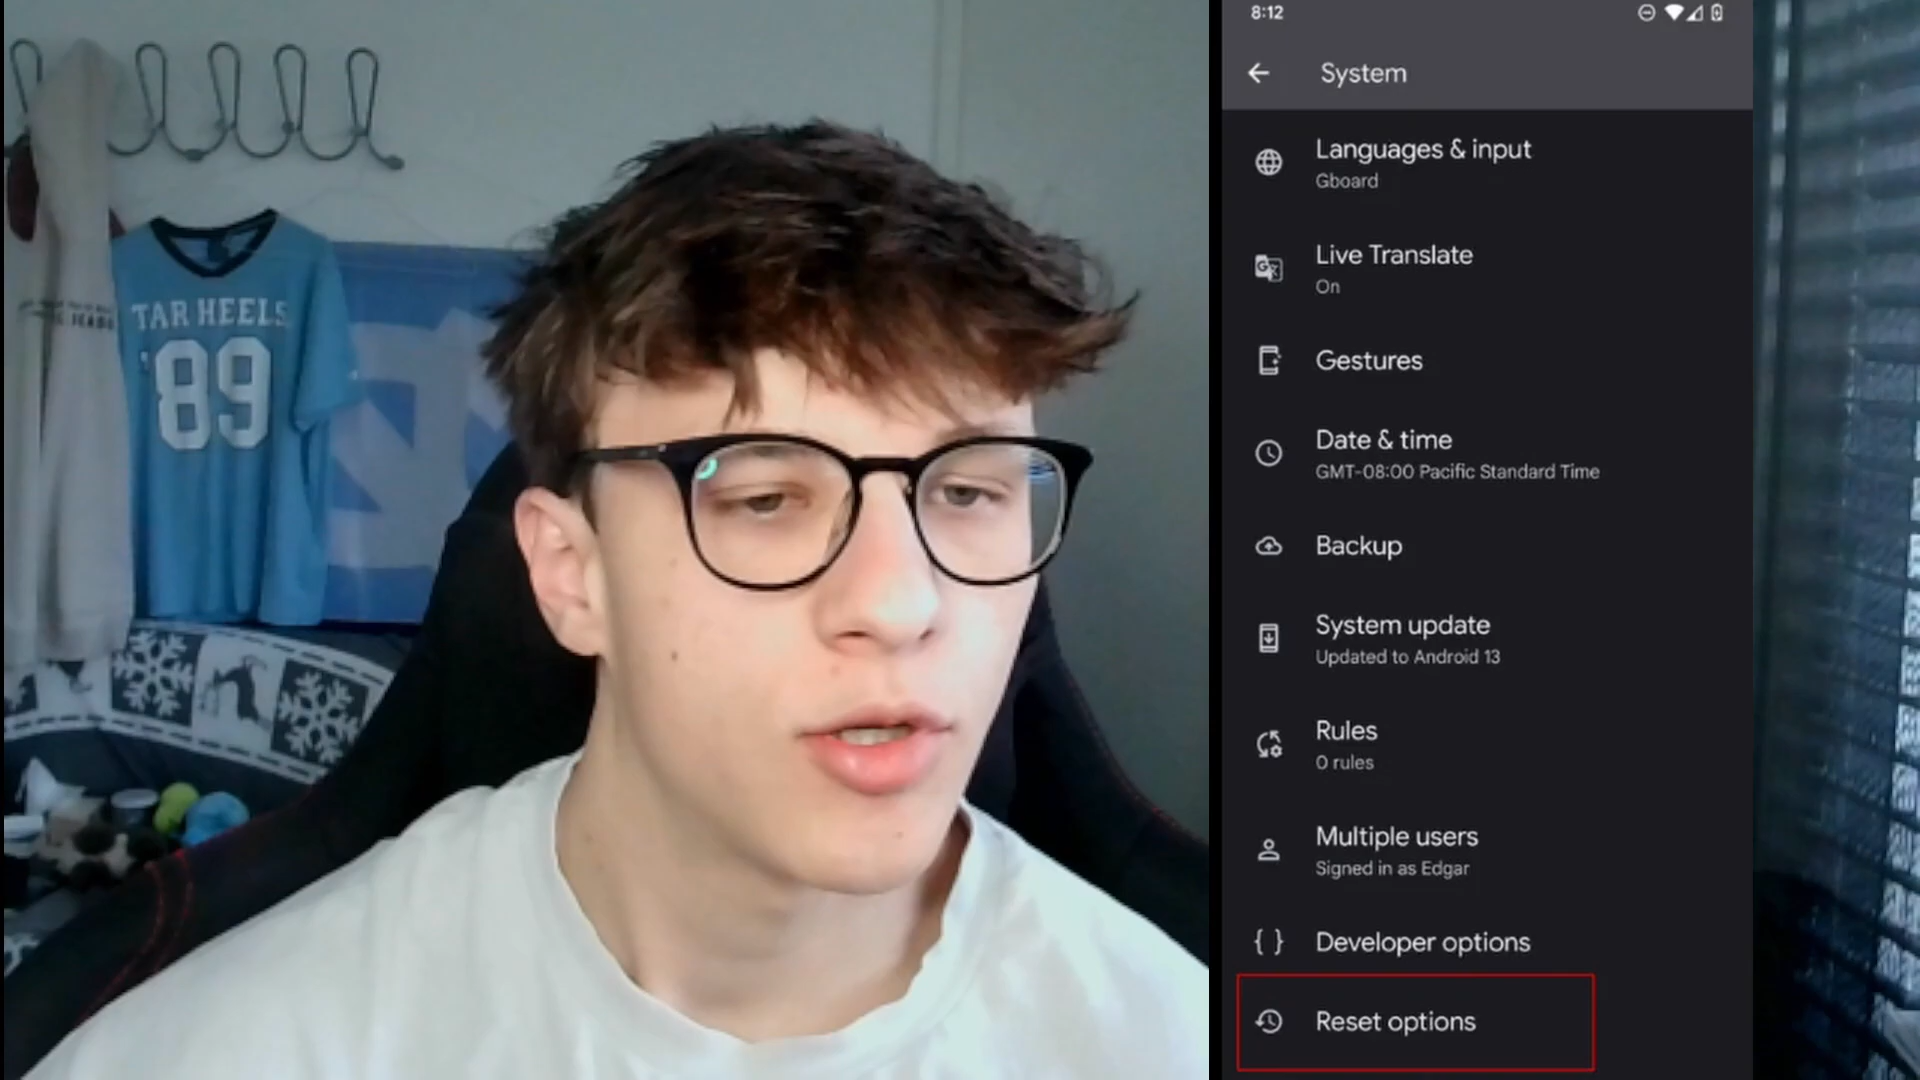 TAR HEELS
'89
8:12
System
Languages & input
Gboard
Live Translate
On
Gestures
Date & time
GMT-08:00 Pacific Standard Time
Backup
System update
Updated to Android 13
Rules
0 rules
Multiple users
Signed in as Edgar
Developer options
Reset options